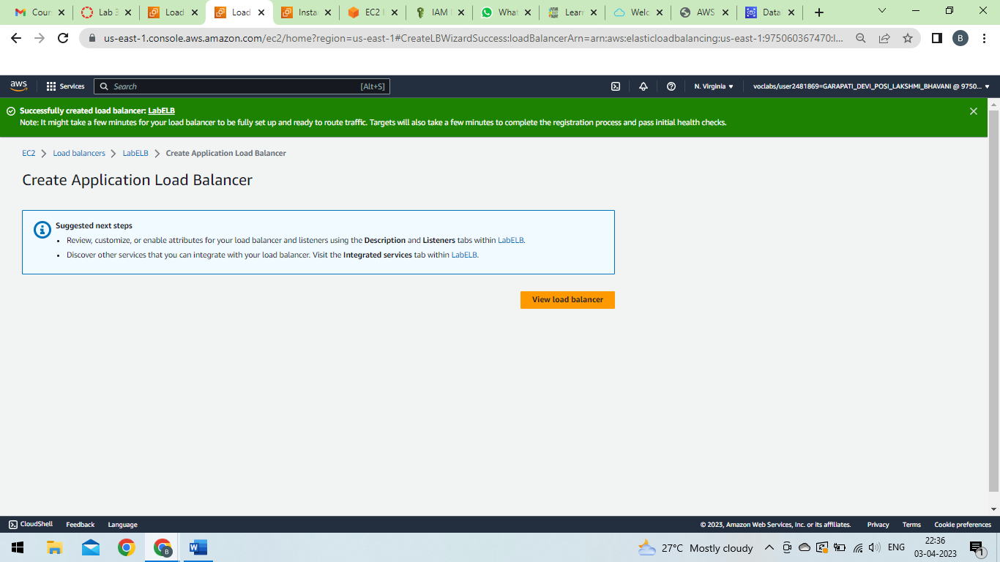 Cour
Lab 3
Load
Load
Insta
EC2
IAM
What
Learn
Welc
AWS
Data
us-east-1.console.aws.amazon.com/ec2/home?region=us-east-1#CreateLBWizardSuccess:loadBalancerArn=arn:aws:elasticloadbalancing:us-east-1:975060367470:l...
B
aws
Services
Search
[Alt+S]
N. Virginia
voclabs/user2481869=GARAPATI_DEVI_POSI_LAKSHMI_BHAVANI @ 9750...
Successfully created load balancer: LabELB
Note: It might take a few minutes for your load balancer to be fully set up and ready to route traffic. Targets will also take a few minutes to complete the registration process and pass initial health checks.
EC2 > Load balancers > LabELB > Create Application Load Balancer
Create Application Load Balancer
Suggested next steps
• Review, customize, or enable attributes for your load balancer and listeners using the Description and Listeners tabs within LabELB.
• Discover other services that you can integrate with your load balancer. Visit the Integrated services tab within LabELB.
View load balancer
CloudShell Feedback Language
© 2023, Amazon Web Services, Inc. or its affiliates. Privacy Terms Cookie preferences
27°C Mostly cloudy
ENG
22:36
03-04-2023
1